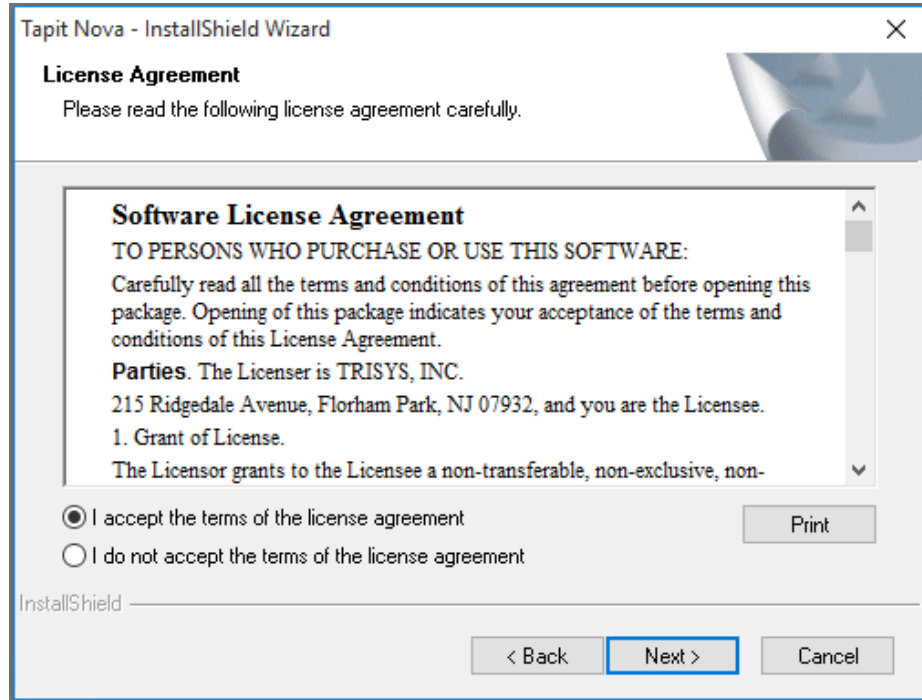 Tapit Nova - InstallShield Wizard
License Agreement
Please read the following license agreement carefully.
Software License Agreement
TO PERSONS WHO PURCHASE OR USE THIS SOFTWARE:
Carefully read all the terms and conditions of this agreement before opening this
package. Opening of this package indicates your acceptance of the terms and
conditions of this License Agreement.
Parties. The Licenser is TRISYS, INC.
215 Ridgedale Avenue, Florham Park, NJ 07932, and you are the Licensee.
1. Grant of License.
The Licensor grants to the Licensee a non-transferable, non-exclusive, non-
I accept the terms of the license agreement
Print
I do not accept the terms of the license agreement
InstallShield
< Back Next > Cancel